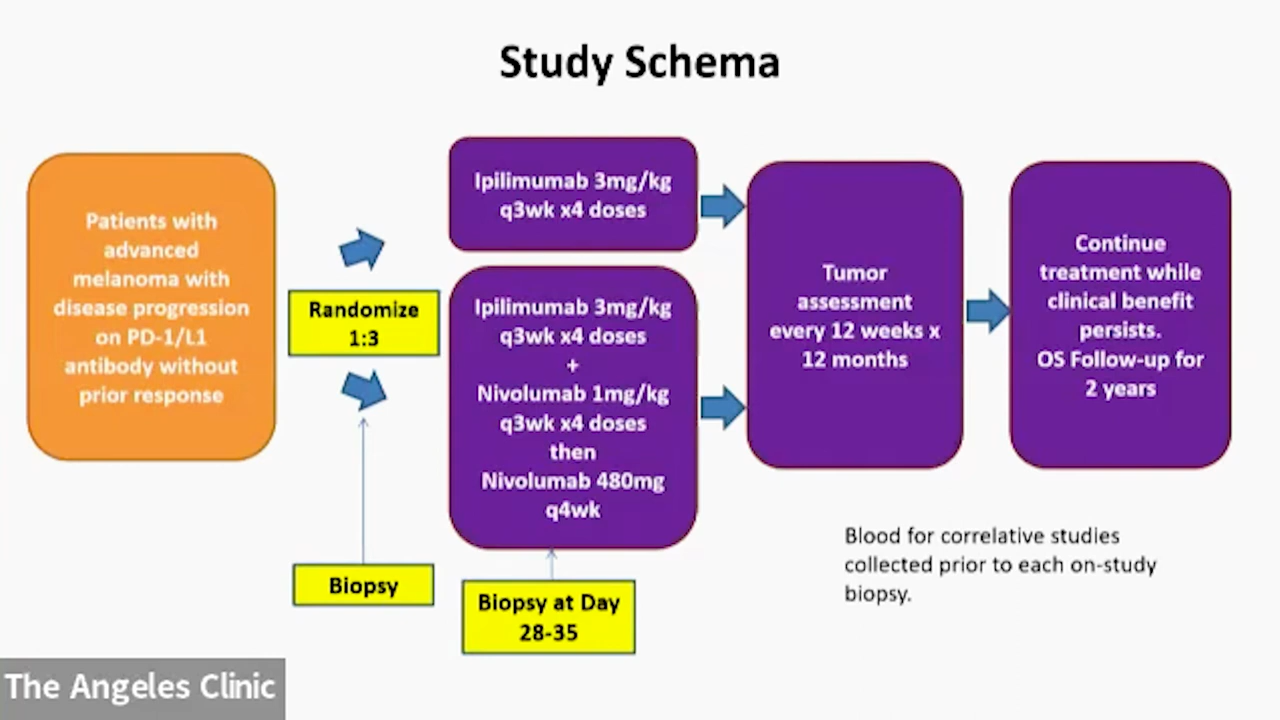 Study Schema
Patients with
advanced
melanoma with
disease progression
on PD-1/L1
antibody without
prior response
Randomize
1:3
Biopsy
Ipilimumab 3mg/kg
q3wk x4 doses
Ipilimumab 3mg/kg
q3wk x4 doses
+
Nivolumab 1mg/kg
q3wk x4 doses
then
Nivolumab 480mg
q4wk
Biopsy at Day
28-35
Tumor
assessment
every 12 weeks x
12 months
Continue
treatment while
clinical benefit
persists.
OS Follow-up for
2 years
Blood for correlative studies
collected prior to each on-study
biopsy.
The Angeles Clinic